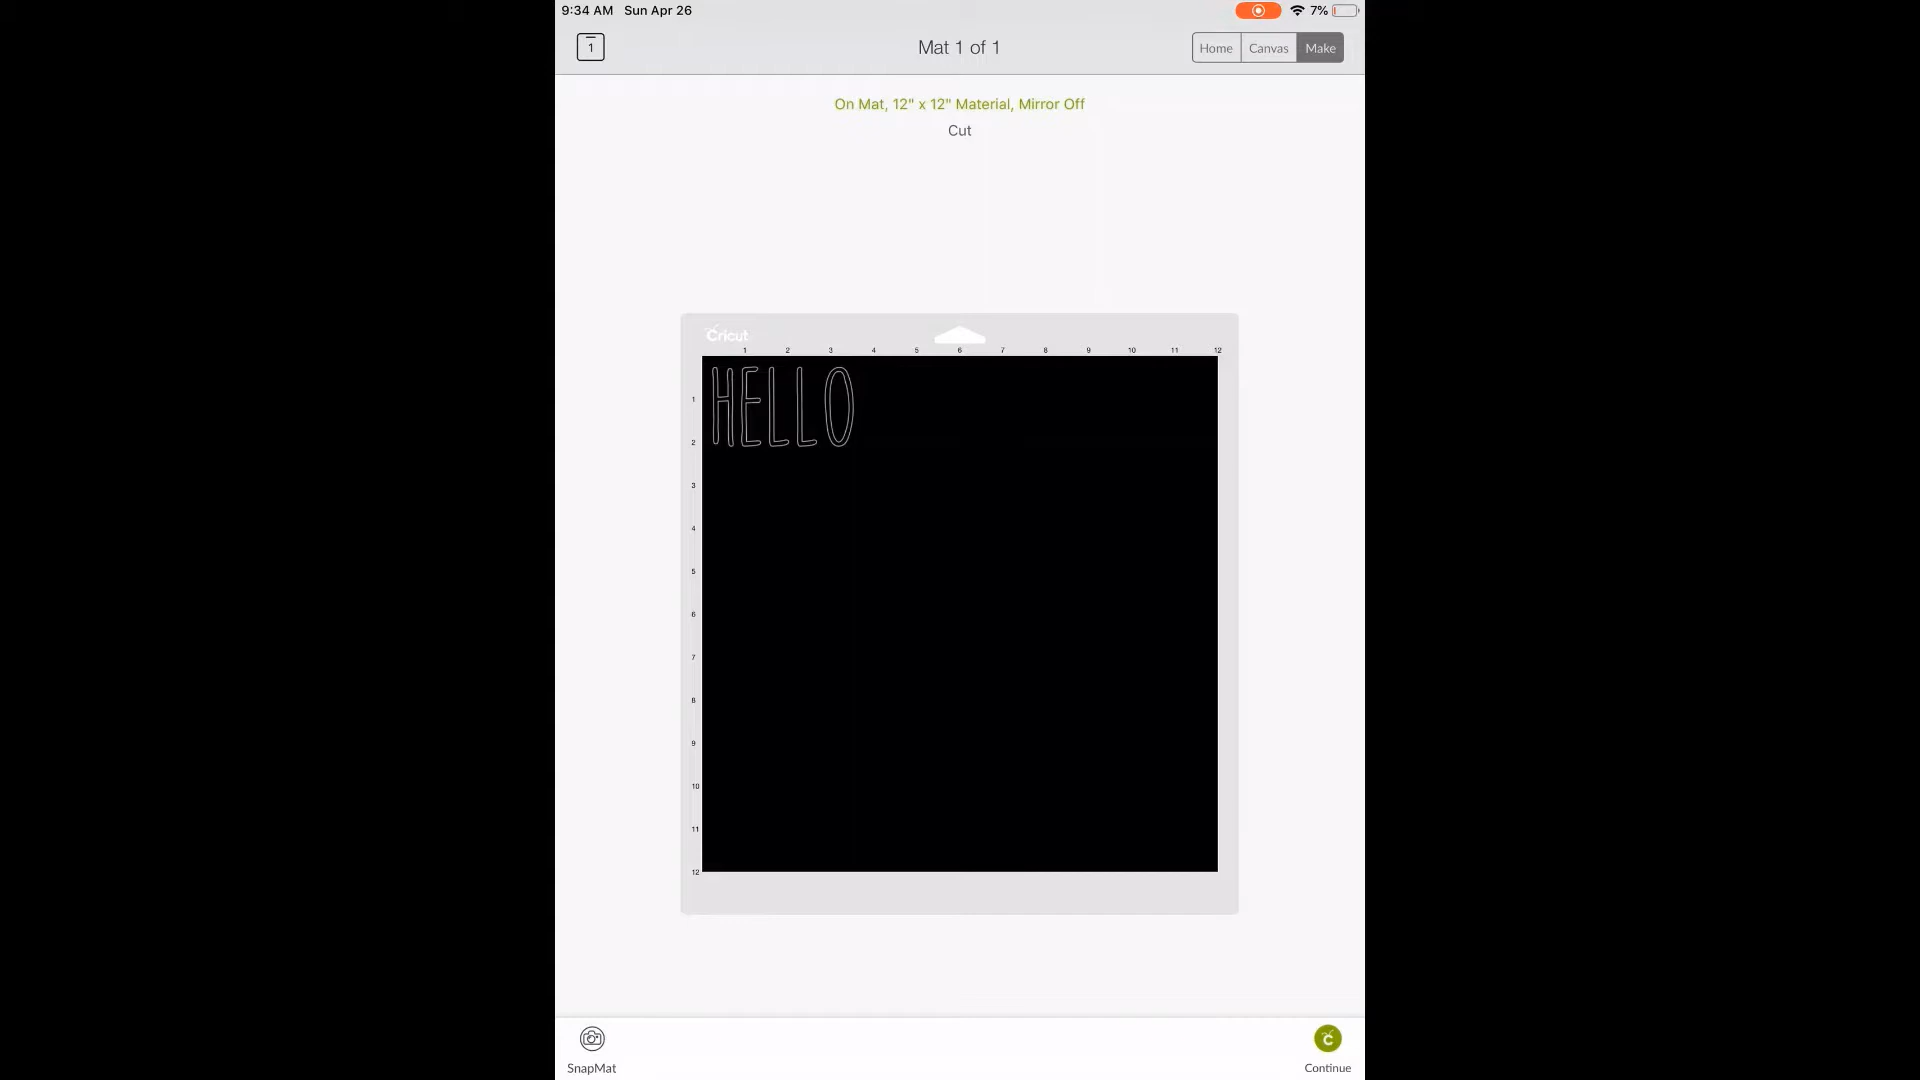 9:34 AM Sun Apr 26 7%
1 Mat 1 of 1 Home Canvas Make
On Mat, 12" x 12" Material, Mirror Off
Cut
Cricut
1 2 3 4 5 6 7 8 9 10 11 12
HELLO
1
2
3
4
5
6
7
8
9
10
11
12
SnapMat Continue